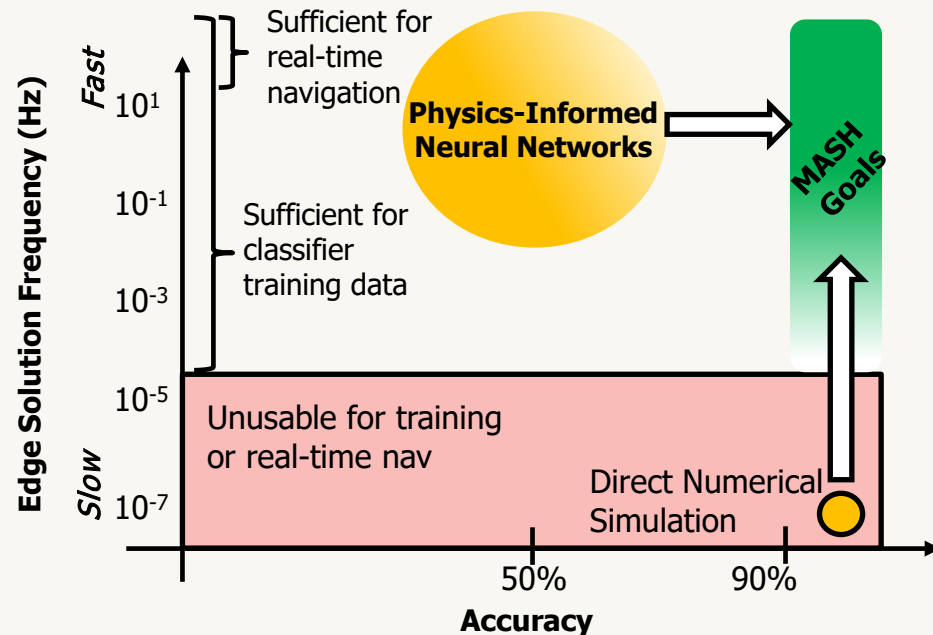 Edge Solution Frequency (Hz)
Fast
Slow
10¹
10⁻¹
10⁻³
10⁻⁵
10⁻⁷
Sufficient for
real-time
navigation
Sufficient for
classifier
training data
Physics-Informed
Neural Networks
MASH
Goals
Unusable for training
or real-time nav
Direct Numerical
Simulation
50%
90%
Accuracy